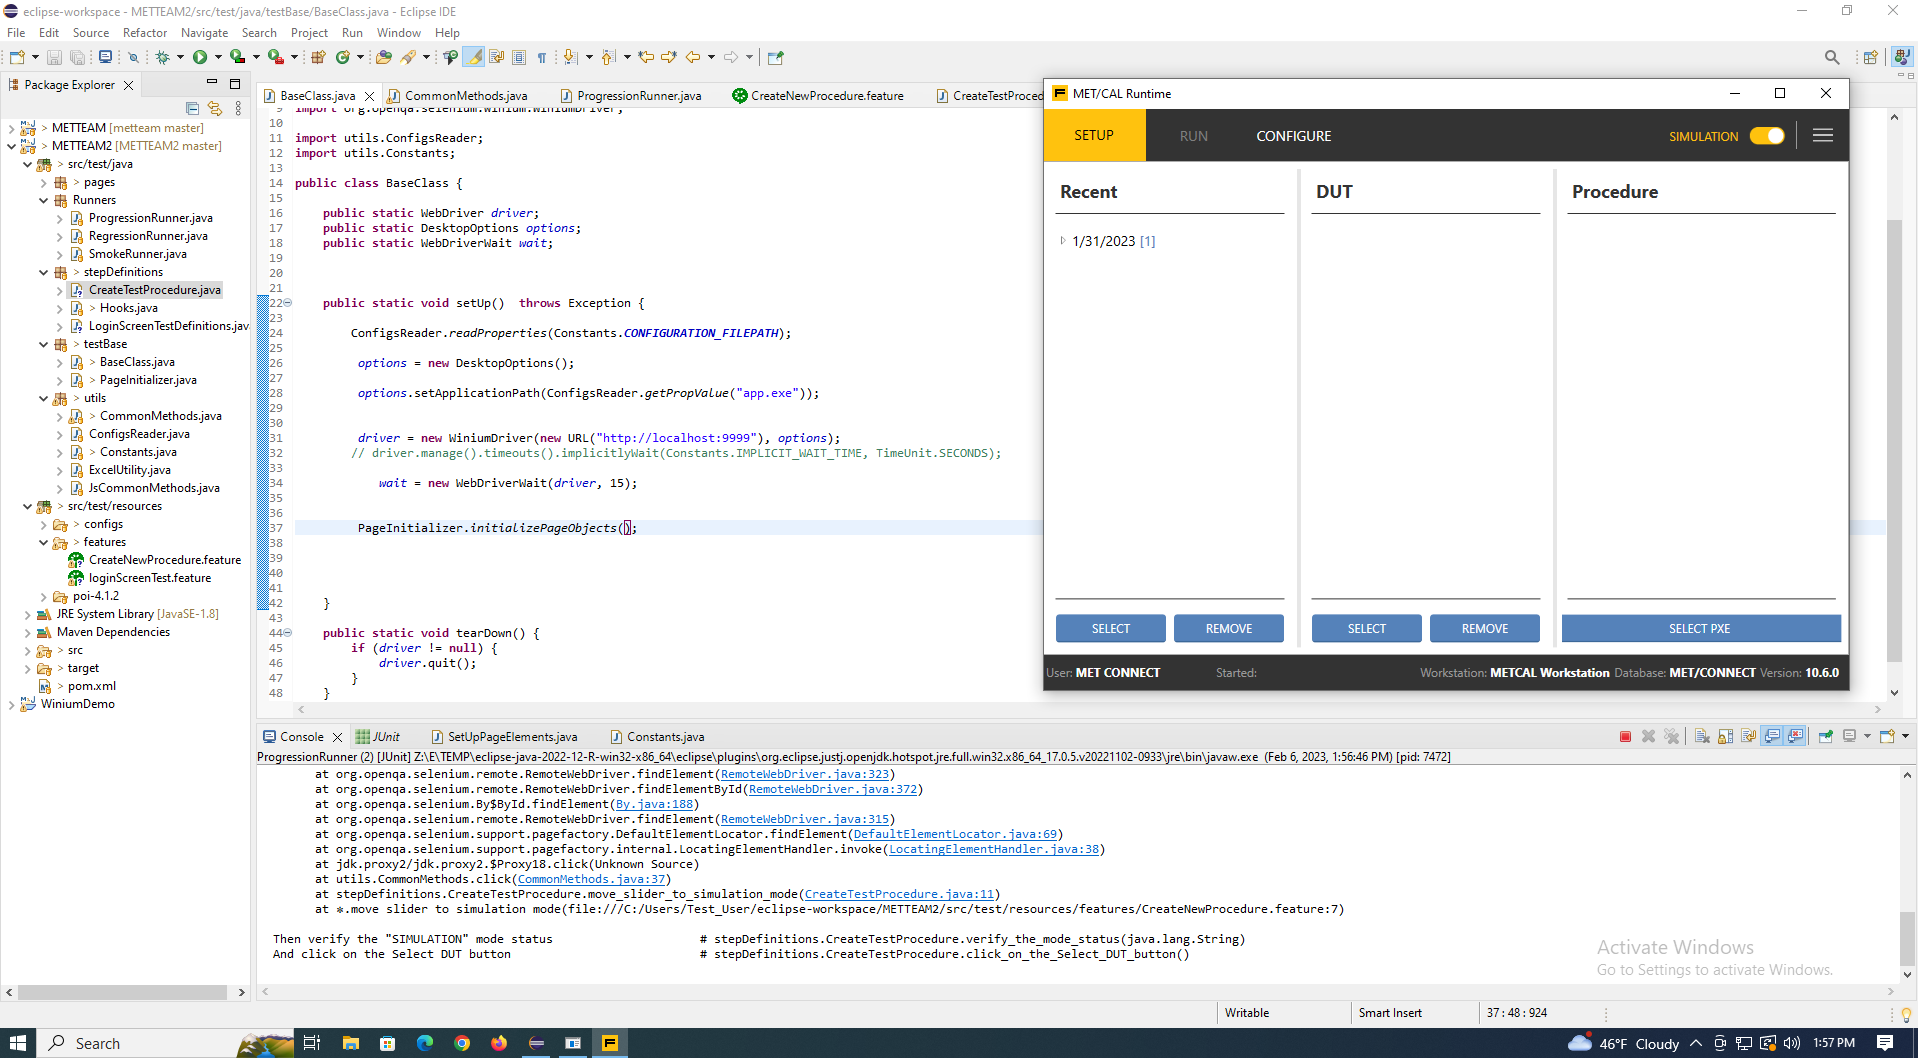 eclipse-workspace - METTEAM2/src/test/java/testBase/BaseClass.java - Eclipse IDE
File Edit Source Refactor Navigate Search Project Run Window Help
Package Explorer
METTEAM [metteam master]
METTEAM2 [METTEAM2 master]
src/test/java
pages
Runners
ProgressionRunner.java
RegressionRunner.java
SmokeRunner.java
stepDefinitions
CreateTestProcedure.java
Hooks.java
LoginScreenTestDefinitions.jav
testBase
BaseClass.java
PageInitializer.java
utils
CommonMethods.java
ConfigsReader.java
Constants.java
ExcelUtility.java
JsCommonMethods.java
src/test/resources
configs
features
CreateNewProcedure.feature
loginScreenTest.feature
poi-4.1.2
JRE System Library [JavaSE-1.8]
Maven Dependencies
src
target
pom.xml
WiniumDemo
BaseClass.java CommonMethods.java ProgressionRunner.java CreateNewProcedure.feature CreateTestProced
9 import org.openqa.selenium.winium.WiniumDriver;
10
11 import utils.ConfigsReader;
12 import utils.Constants;
13
14 public class BaseClass {
15
16 public static WebDriver driver;
17 public static DesktopOptions options;
18 public static WebDriverWait wait;
19
20
21
22 public static void setUp() throws Exception {
23
24 ConfigsReader.readProperties(Constants.CONFIGURATION_FILEPATH);
25
26 options = new DesktopOptions();
27
28 options.setApplicationPath(ConfigsReader.getPropValue("app.exe"));
29
30
31 driver = new WiniumDriver(new URL("http://localhost:9999"), options);
32 // driver.manage().timeouts().implicitlyWait(Constants.IMPLICIT_WAIT_TIME, TimeUnit.SECONDS);
33
34 wait = new WebDriverWait(driver, 15);
35
36
37 PageInitializer.initializePageObjects();
38
39
40
41
42 }
43
44 public static void tearDown() {
45 if (driver != null) {
46 driver.quit();
47 }
48 }
MET/CAL Runtime
SETUP RUN CONFIGURE SIMULATION
Recent DUT Procedure
1/31/2023 [1]
SELECT REMOVE SELECT REMOVE SELECT PXE
User: MET CONNECT Started: Workstation: METCAL Workstation Database: MET/CONNECT Version: 10.6.0
Console JUnit SetUpPageElements.java Constants.java
ProgressionRunner (2) [JUnit] Z:\E\TEMP\eclipse-java-2022-12-R-win32-x86_64\eclipse\plugins\org.eclipse.justj.openjdk.hotspot.jre.full.win32.x86_64_17.0.5.v20221102-0933\jre\bin\javaw.exe (Feb 6, 2023, 1:56:46 PM) [pid: 7472]
at org.openqa.selenium.remote.RemoteWebDriver.findElement(RemoteWebDriver.java:323)
at org.openqa.selenium.remote.RemoteWebDriver.findElementById(RemoteWebDriver.java:372)
at org.openqa.selenium.By$ById.findElement(By.java:188)
at org.openqa.selenium.remote.RemoteWebDriver.findElement(RemoteWebDriver.java:315)
at org.openqa.selenium.support.pagefactory.DefaultElementLocator.findElement(DefaultElementLocator.java:69)
at org.openqa.selenium.support.pagefactory.internal.LocatingElementHandler.invoke(LocatingElementHandler.java:38)
at jdk.proxy2/jdk.proxy2.$Proxy18.click(Unknown Source)
at utils.CommonMethods.click(CommonMethods.java:37)
at stepDefinitions.CreateTestProcedure.move_slider_to_simulation_mode(CreateTestProcedure.java:11)
at *.move slider to simulation mode(file:///C:/Users/Test_User/eclipse-workspace/METTEAM2/src/test/resources/features/CreateNewProcedure.feature:7)
Then verify the "SIMULATION" mode status # stepDefinitions.CreateTestProcedure.verify_the_mode_status(java.lang.String)
And click on the Select DUT button # stepDefinitions.CreateTestProcedure.click_on_the_Select_DUT_button()
Activate Windows
Go to Settings to activate Windows.
Writable Smart Insert 37 : 48 : 924
Search 46°F Cloudy 1:57 PM